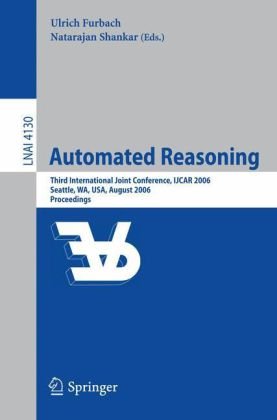 Ulrich Furbach
Natarajan Shankar (Eds.)
LNAI 4130
Automated Reasoning
Third International Joint Conference, IJCAR 2006
Seattle, WA, USA, August 2006
Proceedings
Springer